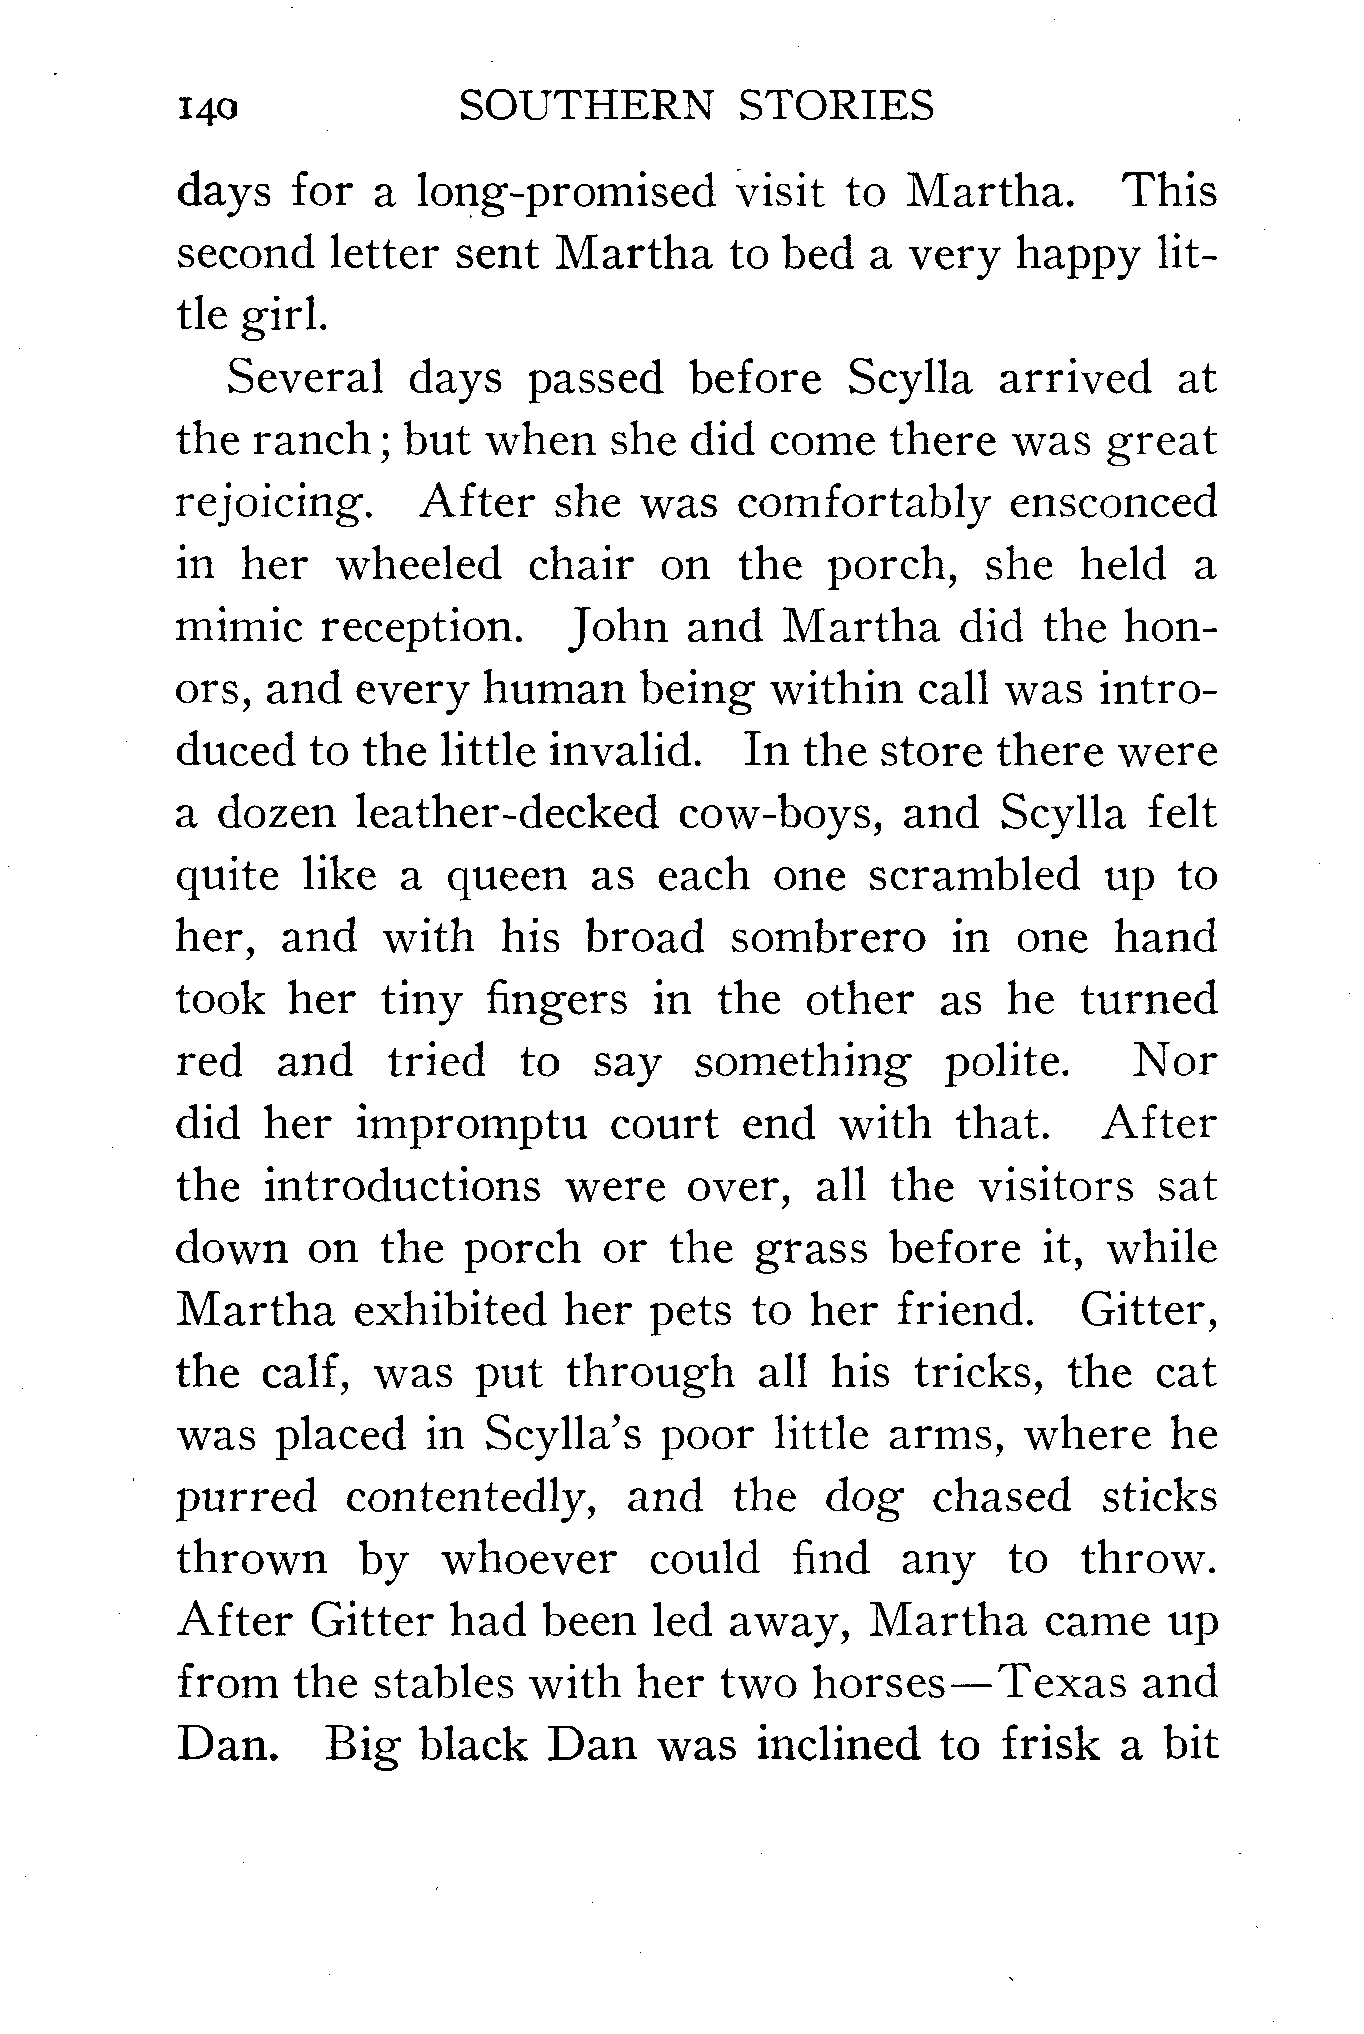 140 SOUTHERN STORIES
days for a long-promised visit to Martha. This
second letter sent Martha to bed a very happy lit-
tle girl.
Several days passed before Scylla arrived at
the ranch; but when she did come there was great
rejoicing. After she was comfortably ensconced
in her wheeled chair on the porch, she held a
mimic reception. John and Martha did the hon-
ors, and every human being within call was intro-
duced to the little invalid. In the store there were
a dozen leather-decked cow-boys, and Scylla felt
quite like a queen as each one scrambled up to
her, and with his broad sombrero in one hand
took her tiny fingers in the other as he turned
red and tried to say something polite. Nor
did her impromptu court end with that. After
the introductions were over, all the visitors sat
down on the porch or the grass before it, while
Martha exhibited her pets to her friend. Gitter,
the calf, was put through all his tricks, the cat
was placed in Scylla's poor little arms, where he
purred contentedly, and the dog chased sticks
thrown by whoever could find any to throw.
After Gitter had been led away, Martha came up
from the stables with her two horses—Texas and
Dan. Big black Dan was inclined to frisk a bit